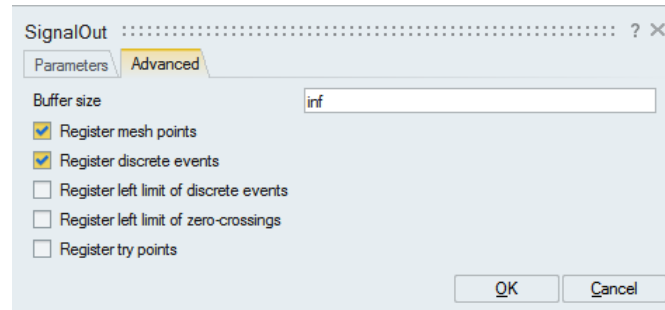 SignalOut ? ×
Parameters Advanced
Buffer size inf
Register mesh points
Register discrete events
Register left limit of discrete events
Register left limit of zero-crossings
Register try points
OK Cancel